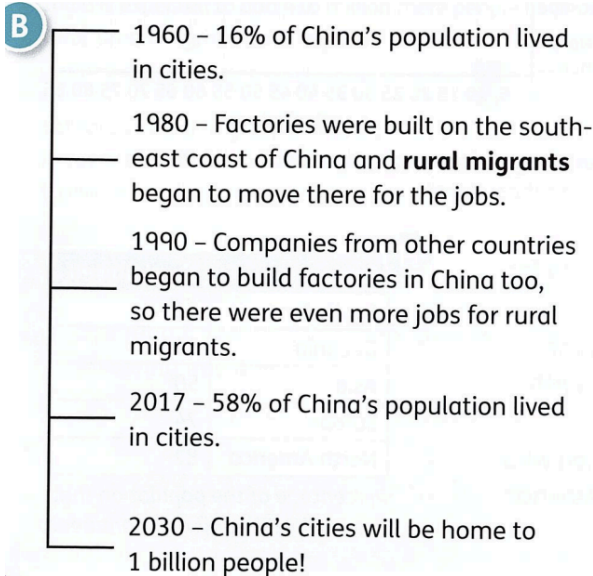 B
1960 – 16% of China's population lived
in cities.
1980 – Factories were built on the south-
east coast of China and rural migrants
began to move there for the jobs.
1990 – Companies from other countries
began to build factories in China too,
so there were even more jobs for rural
migrants.
2017 – 58% of China's population lived
in cities.
2030 – China's cities will be home to
1 billion people!